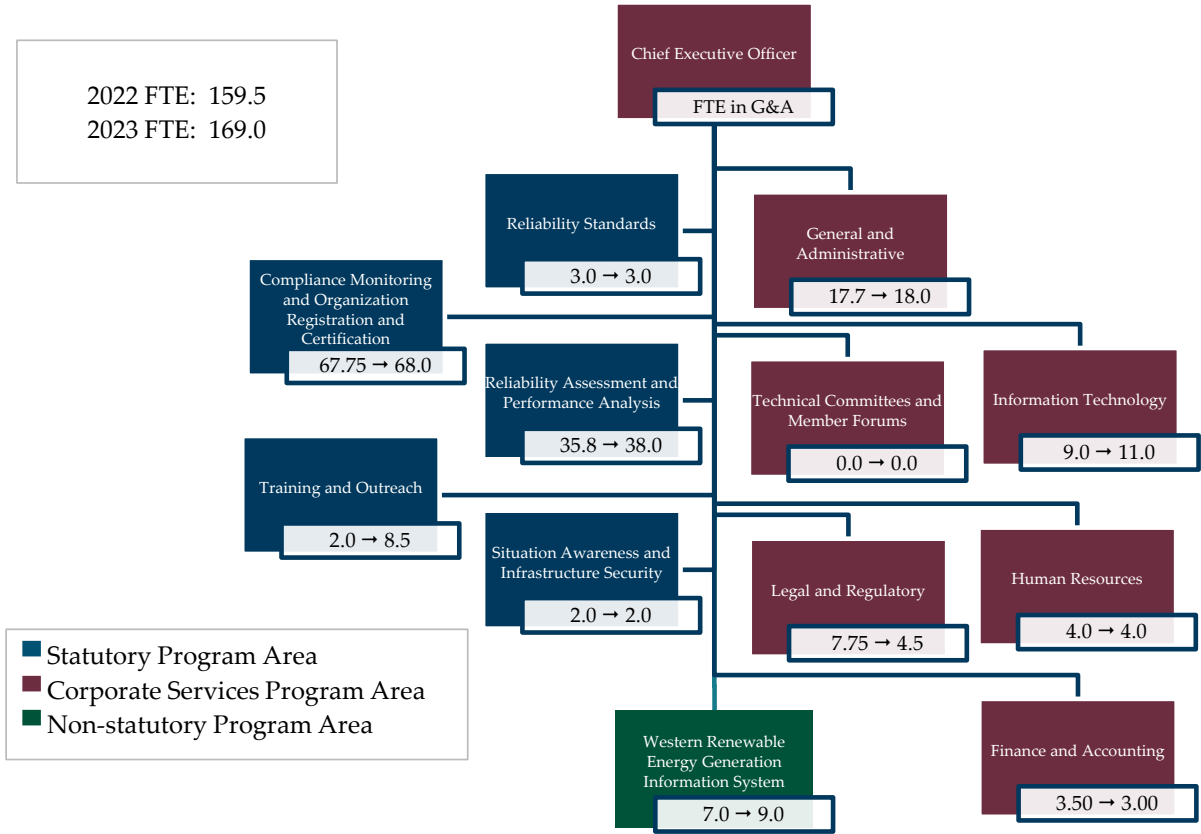 2022 FTE: 159.5
2023 FTE: 169.0
Chief Executive Officer
FTE in G&A
Reliability Standards
3.0 → 3.0
General and
Administrative
17.7 → 18.0
Compliance Monitoring
and Organization
Registration and
Certification
67.75 → 68.0
Reliability Assessment and
Performance Analysis
35.8 → 38.0
Technical Committees and
Member Forums
0.0 → 0.0
Information Technology
9.0 → 11.0
Training and Outreach
2.0 → 8.5
Situation Awareness and
Infrastructure Security
2.0 → 2.0
Legal and Regulatory
7.75 → 4.5
Human Resources
4.0 → 4.0
Statutory Program Area
Corporate Services Program Area
Non-statutory Program Area
Western Renewable
Energy Generation
Information System
7.0 → 9.0
Finance and Accounting
3.50 → 3.00